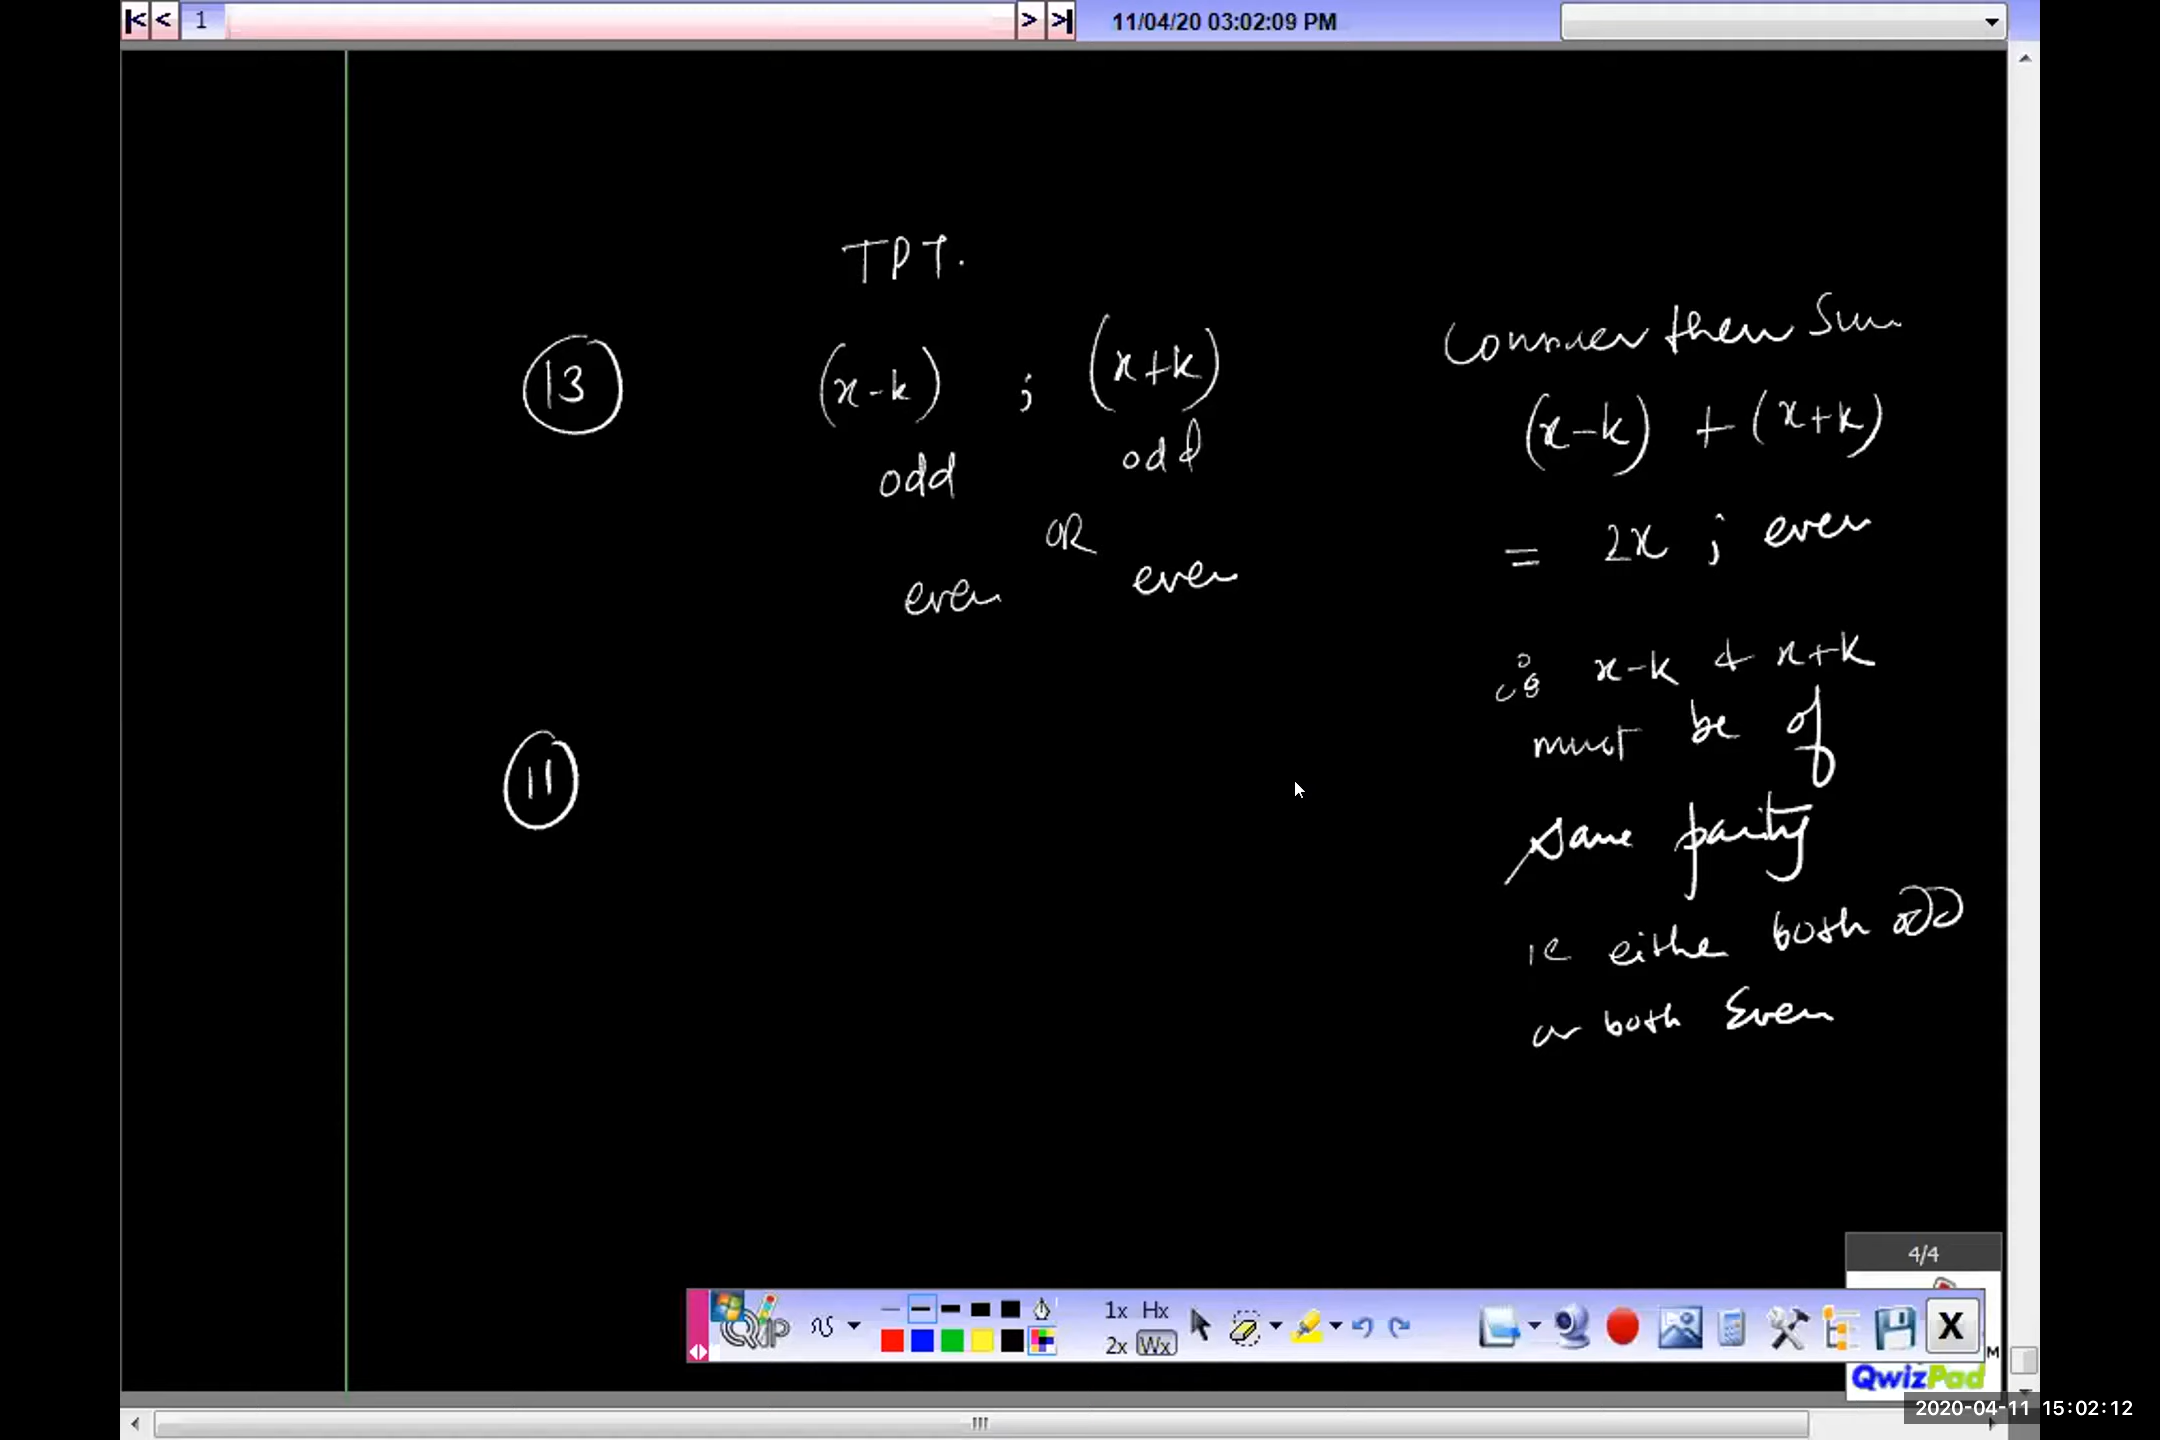 1
11/04/20 03:02:09 PM
TPT.
(13) (x-k) ; (x+k)
odd odd
OR
even even
(11)
Consider their Sum
(x-k) + (x+k)
= 2x ; even
∴ x-k & x+k
must be of
same parity
ie either both odd
or both Even
4/4
Qip
1x Hx
2x Wx
X
M
QwizPad
2020-04-11 15:02:12